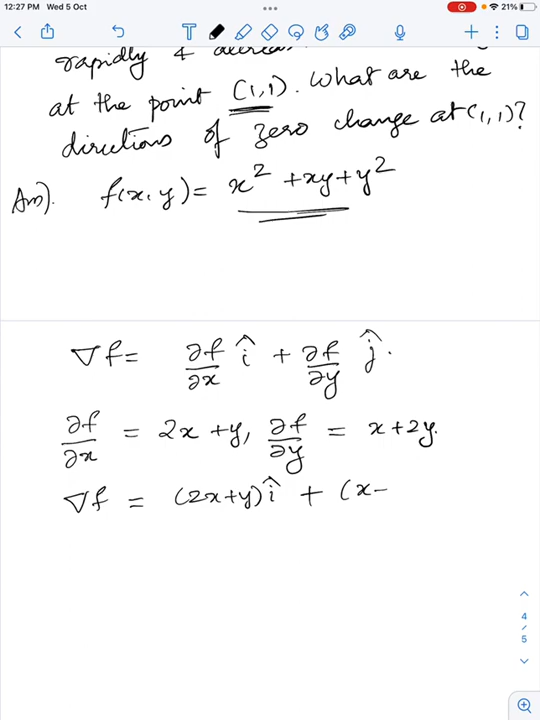 12:27 PM Wed 5 Oct
21%
T
rapidly &
at the point (1,1). What are the
directions of zero change at (1,1)?
Ans). f(x,y) = x² + xy + y²
∇f = ∂f/∂x î + ∂f/∂y ĵ.
∂f/∂x = 2x + y, ∂f/∂y = x + 2y.
∇f = (2x+y) î + (x-
4
/
5